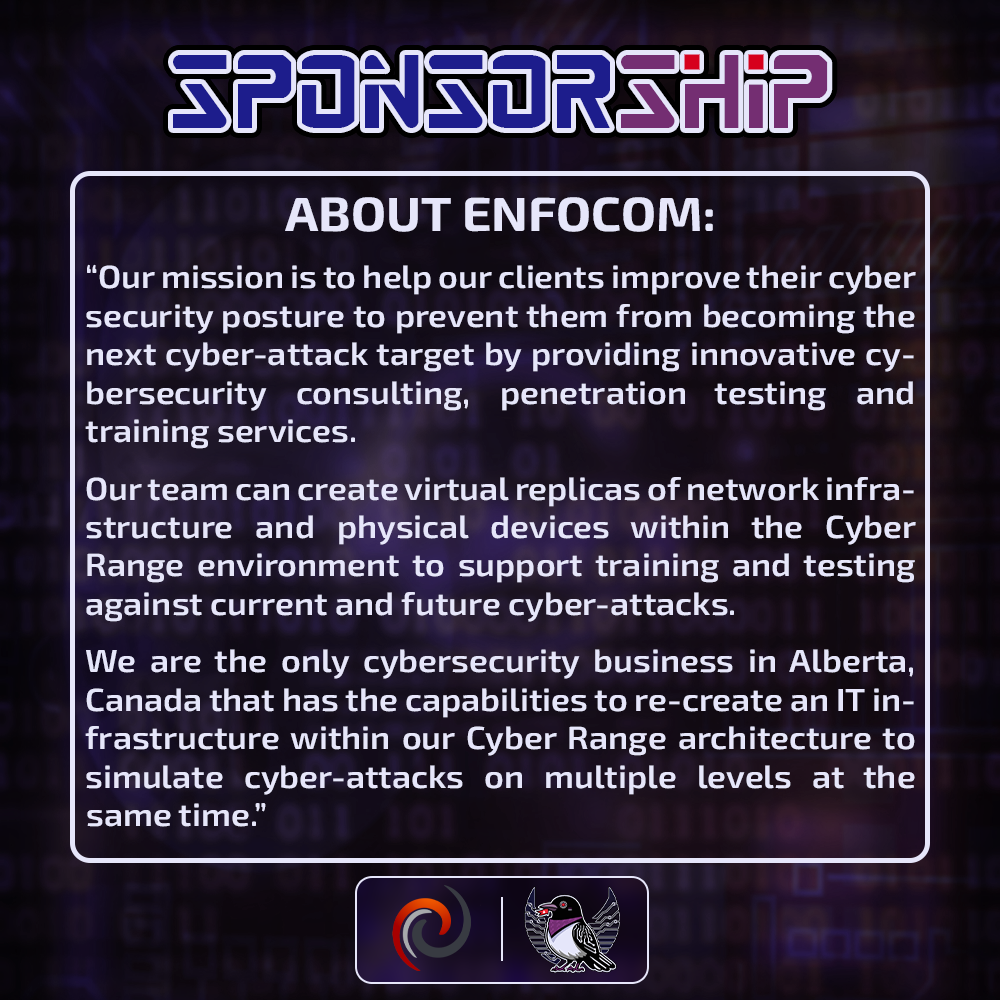 SPONSORSHIP
ABOUT ENFOCOM:
“Our mission is to help our clients improve their cyber
security posture to prevent them from becoming the
next cyber-attack target by providing innovative cy-
bersecurity consulting, penetration testing and
training services.
Our team can create virtual replicas of network infra-
structure and physical devices within the Cyber
Range environment to support training and testing
against current and future cyber-attacks.
We are the only cybersecurity business in Alberta,
Canada that has the capabilities to re-create an IT in-
frastructure within our Cyber Range architecture to
simulate cyber-attacks on multiple levels at the
same time.”